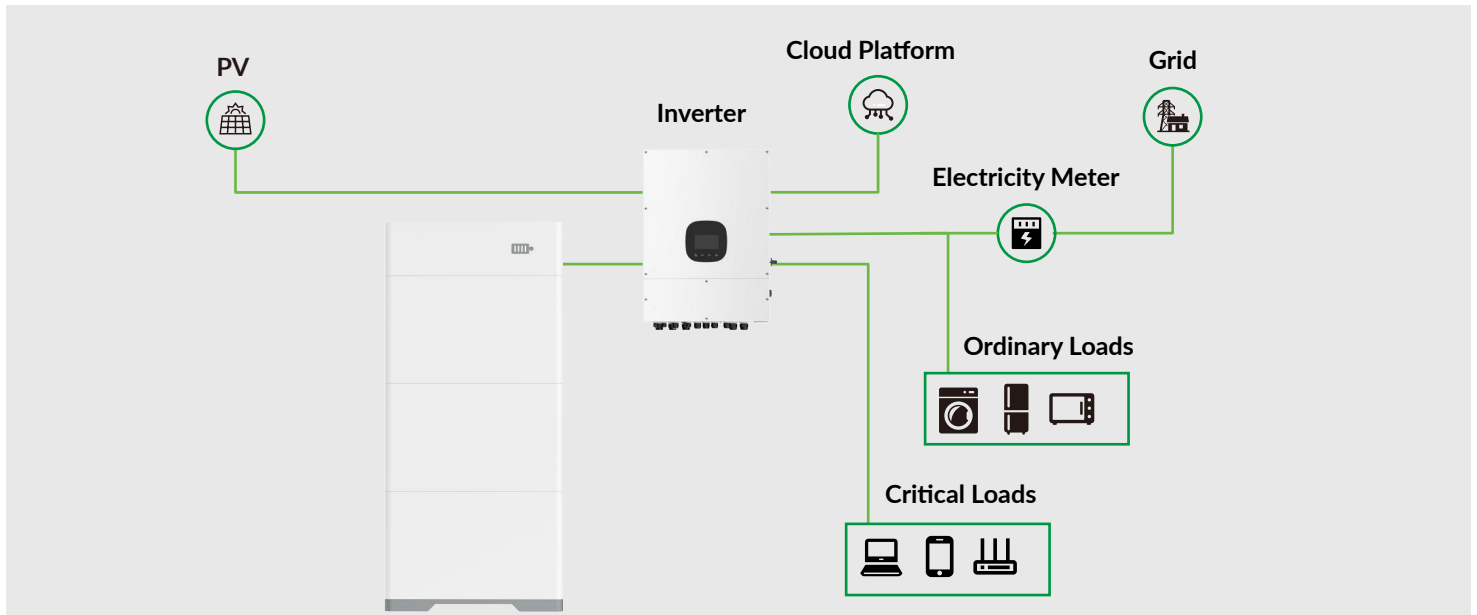 PV
Cloud Platform
Grid
Inverter
Electricity Meter
Ordinary Loads
Critical Loads